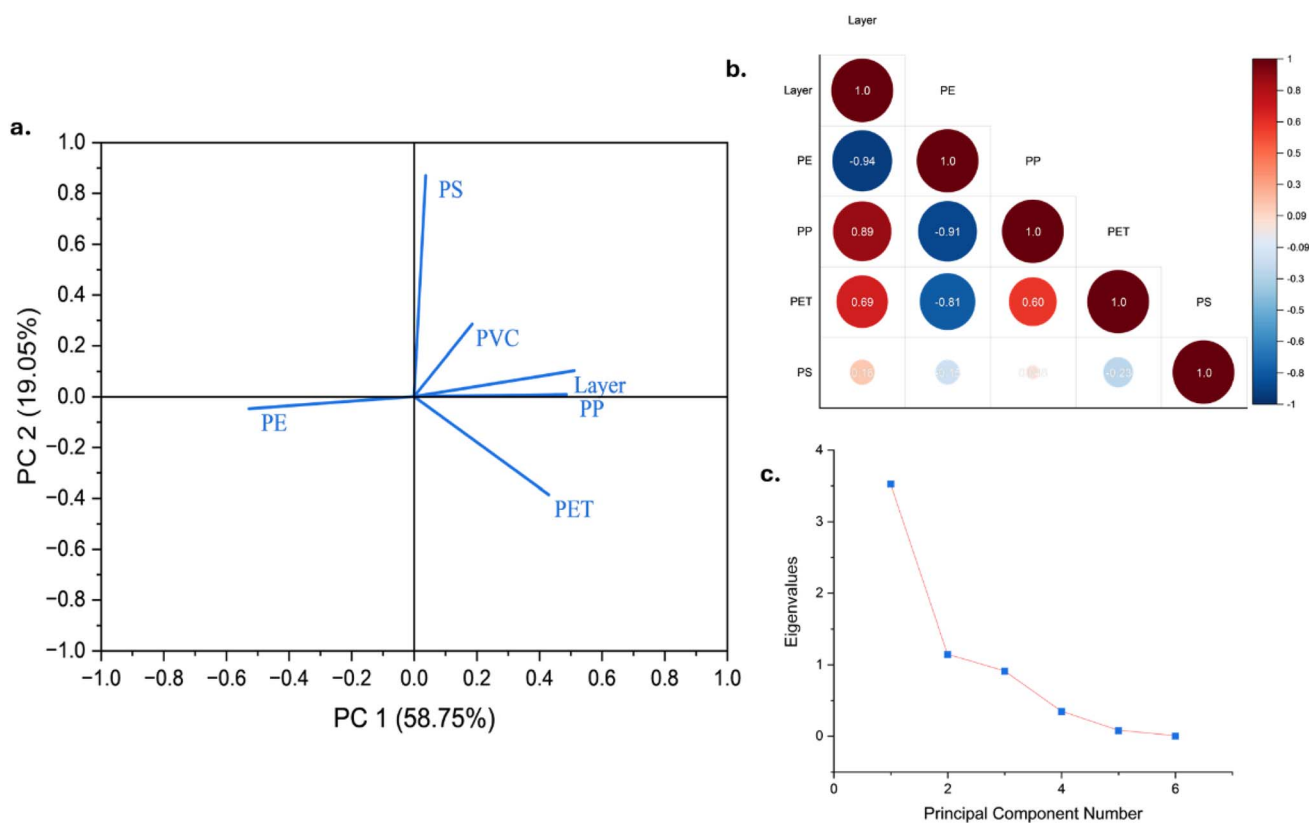 a.
1.0
0.8
0.6
0.4
0.2
0.0
−0.2
−0.4
−0.6
−0.8
−1.0
PC 2 (19.05%)
PS
PVC
Layer
PP
PE
PET
−1.0 −0.8 −0.6 −0.4 −0.2 0.0 0.2 0.4 0.6 0.8 1.0
PC 1 (58.75%)
b.
Layer
Layer 1.0 PE
PE -0.94 1.0 PP
PP 0.89 -0.91 1.0 PET
PET 0.69 -0.81 0.60 1.0 PS
PS -0.23 1.0
1
0.8
0.6
0.5
0.3
0.09
-0.09
-0.3
-0.5
-0.6
-0.8
-1
c.
4
3
2
1
0
Eigenvalues
0 2 4 6
Principal Component Number